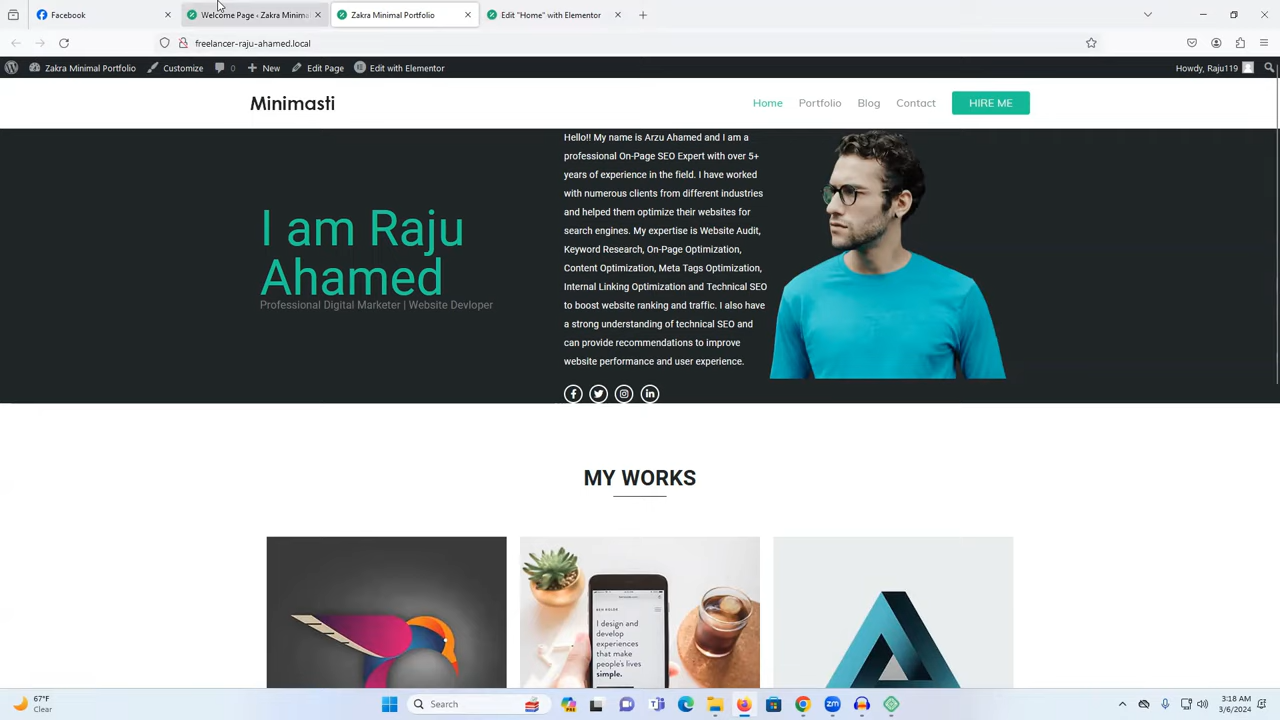 Facebook
Welcome Page ‹ Zakra Minima
Zakra Minimal Portfolio
Edit "Home" with Elementor
freelancer-raju-ahamed.local
Zakra Minimal Portfolio
Customize
0
New
Edit Page
Edit with Elementor
Howdy, Raju119
Minimasti
Home
Portfolio
Blog
Contact
HIRE ME
I am Raju
Ahamed
Professional Digital Marketer | Website Devloper
Hello!! My name is Arzu Ahamed and I am a
professional On-Page SEO Expert with over 5+
years of experience in the field. I have worked
with numerous clients from different industries
and helped them optimize their websites for
search engines. My expertise is Website Audit,
Keyword Research, On-Page Optimization,
Content Optimization, Meta Tags Optimization,
Internal Linking Optimization and Technical SEO
to boost website ranking and traffic. I also have
a strong understanding of technical SEO and
can provide recommendations to improve
website performance and user experience.
MY WORKS
I design and
develop
experiences
that make
people's lives
simple.
67°F
Clear
Search
3:18 AM
3/6/2024